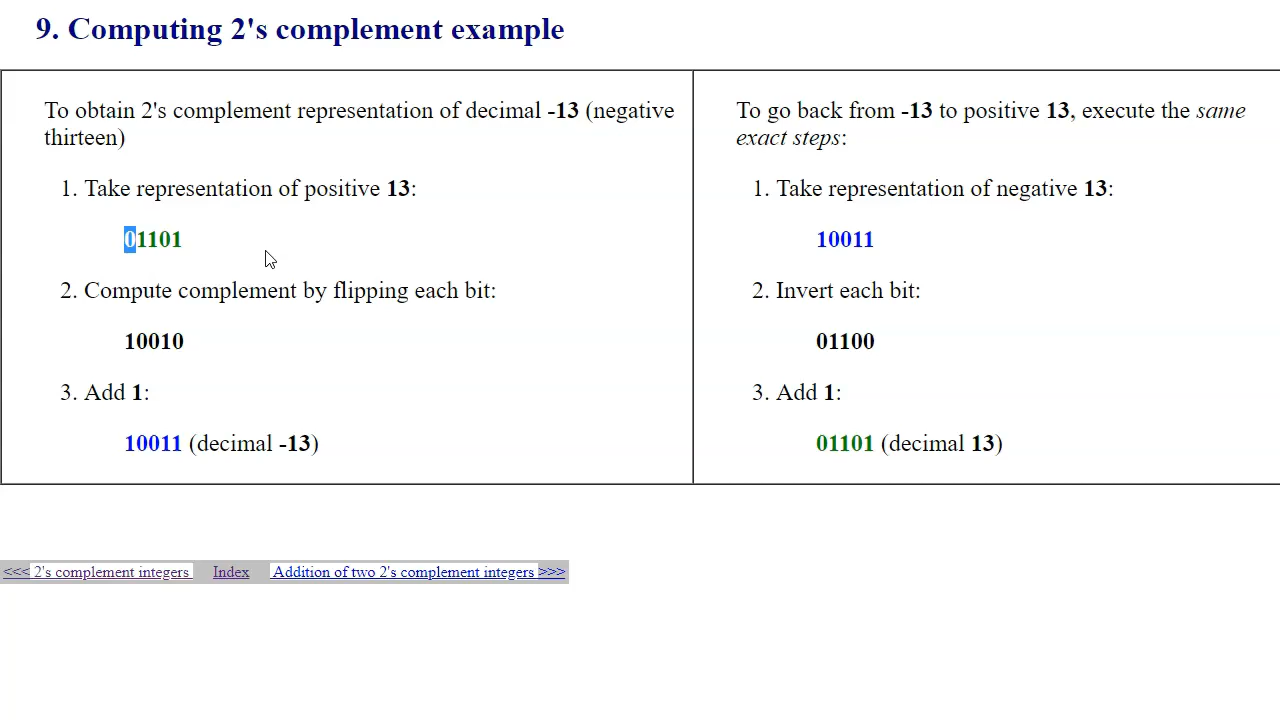 9. Computing 2's complement example
To obtain 2's complement representation of decimal -13 (negative
thirteen)
1. Take representation of positive 13:
01101
2. Compute complement by flipping each bit:
10010
3. Add 1:
10011 (decimal -13)
To go back from -13 to positive 13, execute the same
exact steps:
1. Take representation of negative 13:
10011
2. Invert each bit:
01100
3. Add 1:
01101 (decimal 13)
<<< 2's complement integers Index Addition of two 2's complement integers >>>